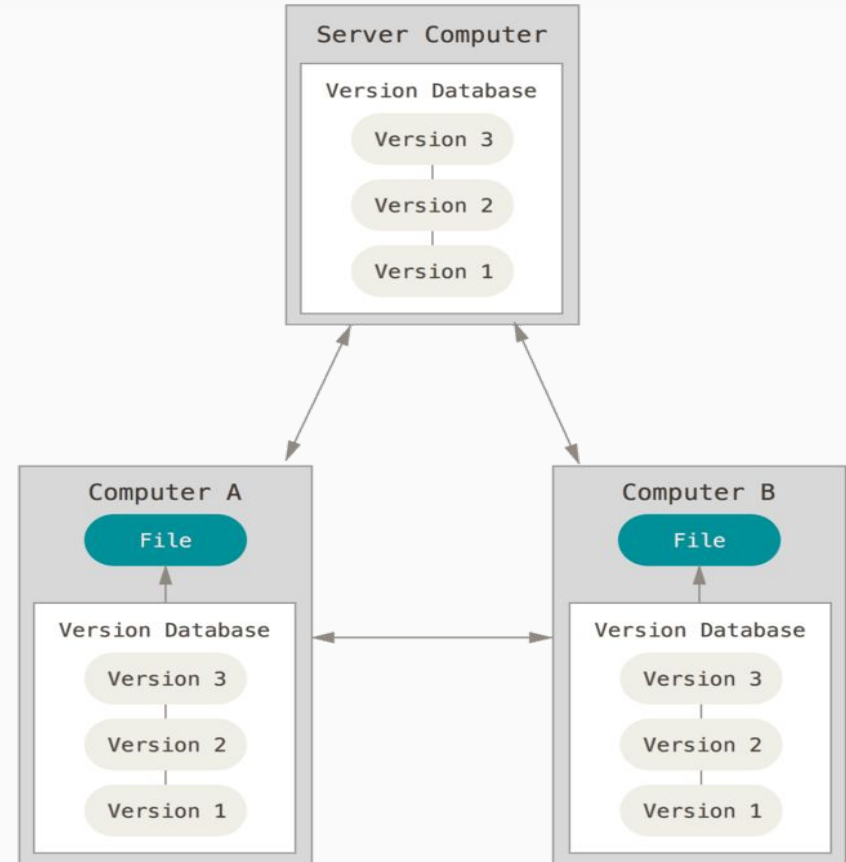 Server Computer
Version Database
Version 3
Version 2
Version 1
Computer A
File
Version Database
Version 3
Version 2
Version 1
Computer B
File
Version Database
Version 3
Version 2
Version 1